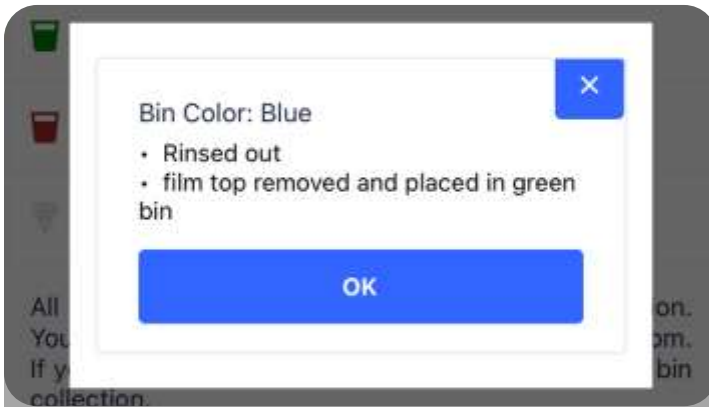 Bin Color: Blue
• Rinsed out
• film top removed and placed in green
bin
OK
All on.
You om.
If y bin
collection.